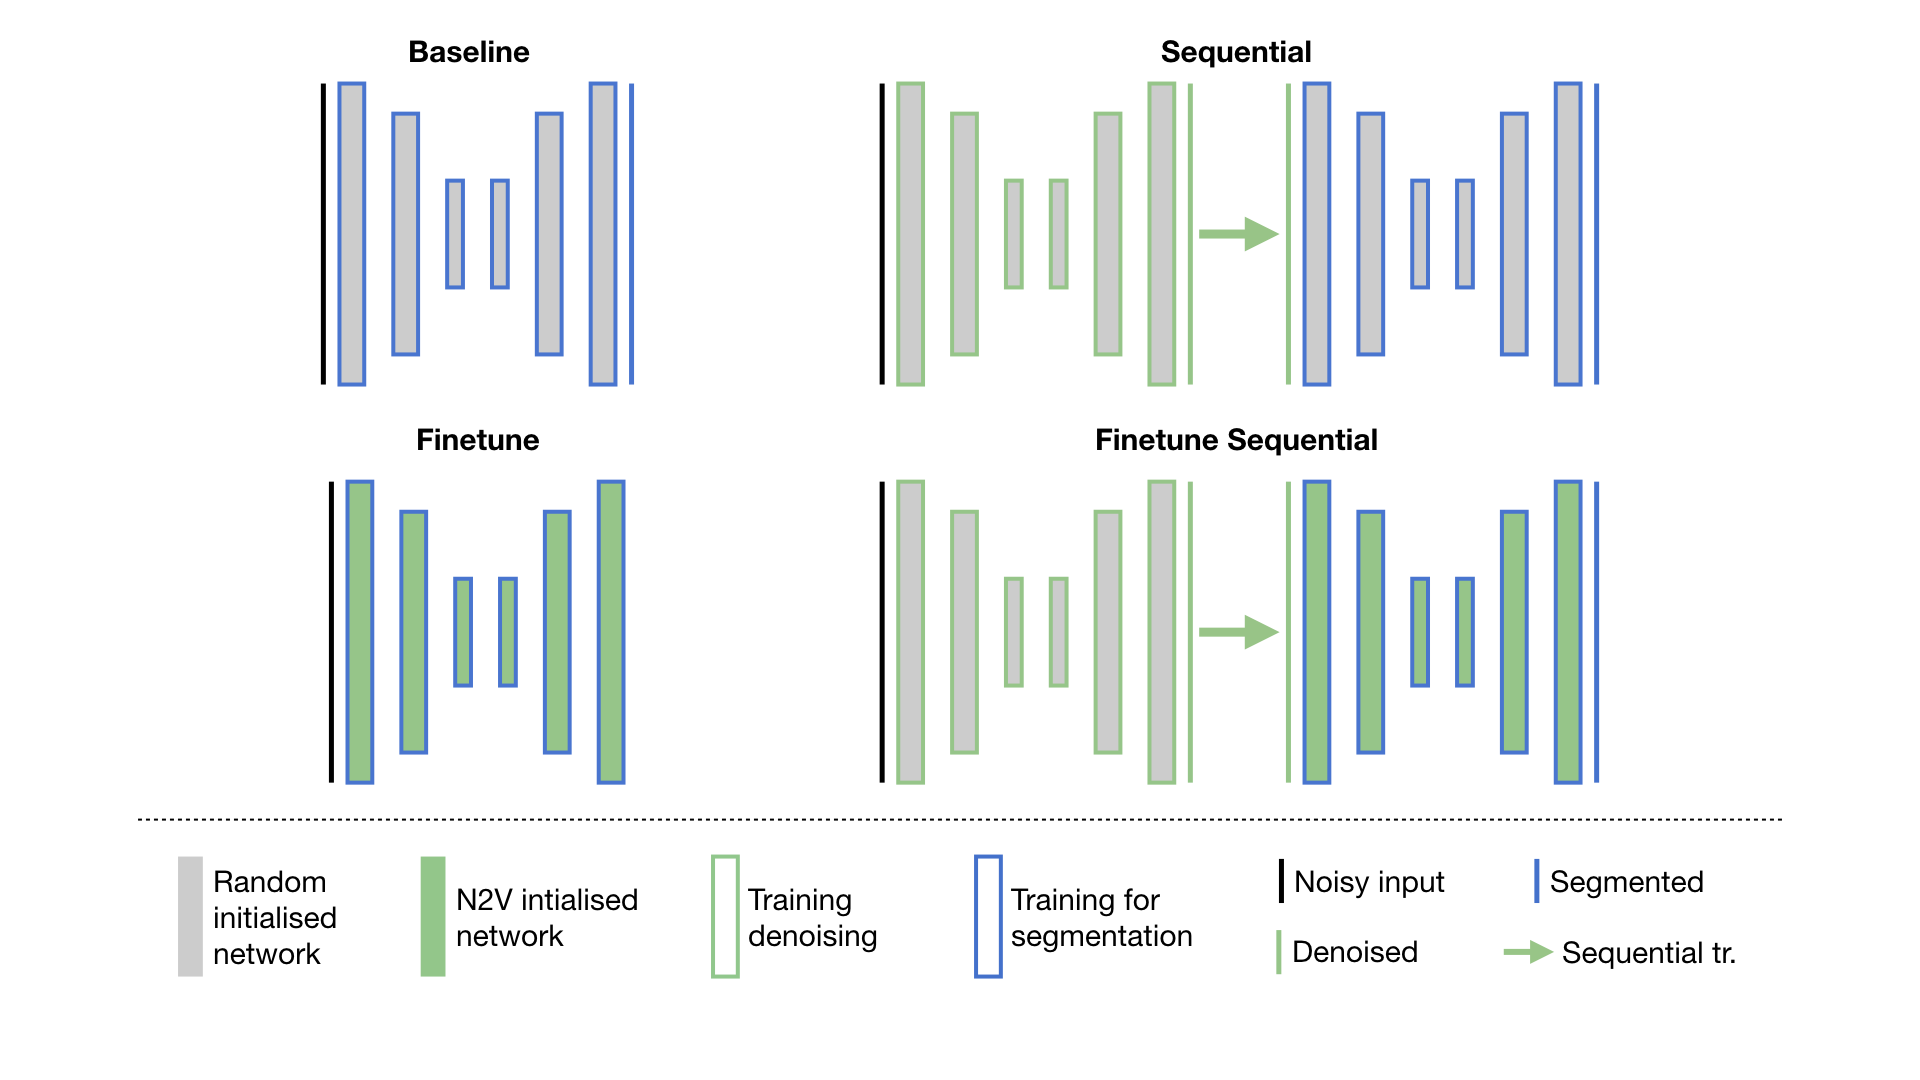 Baseline
Sequential
Finetune
Finetune Sequential
Random
initialised
network
N2V intialised
network
Training
denoising
Training for
segmentation
Noisy input
Segmented
Denoised
Sequential tr.